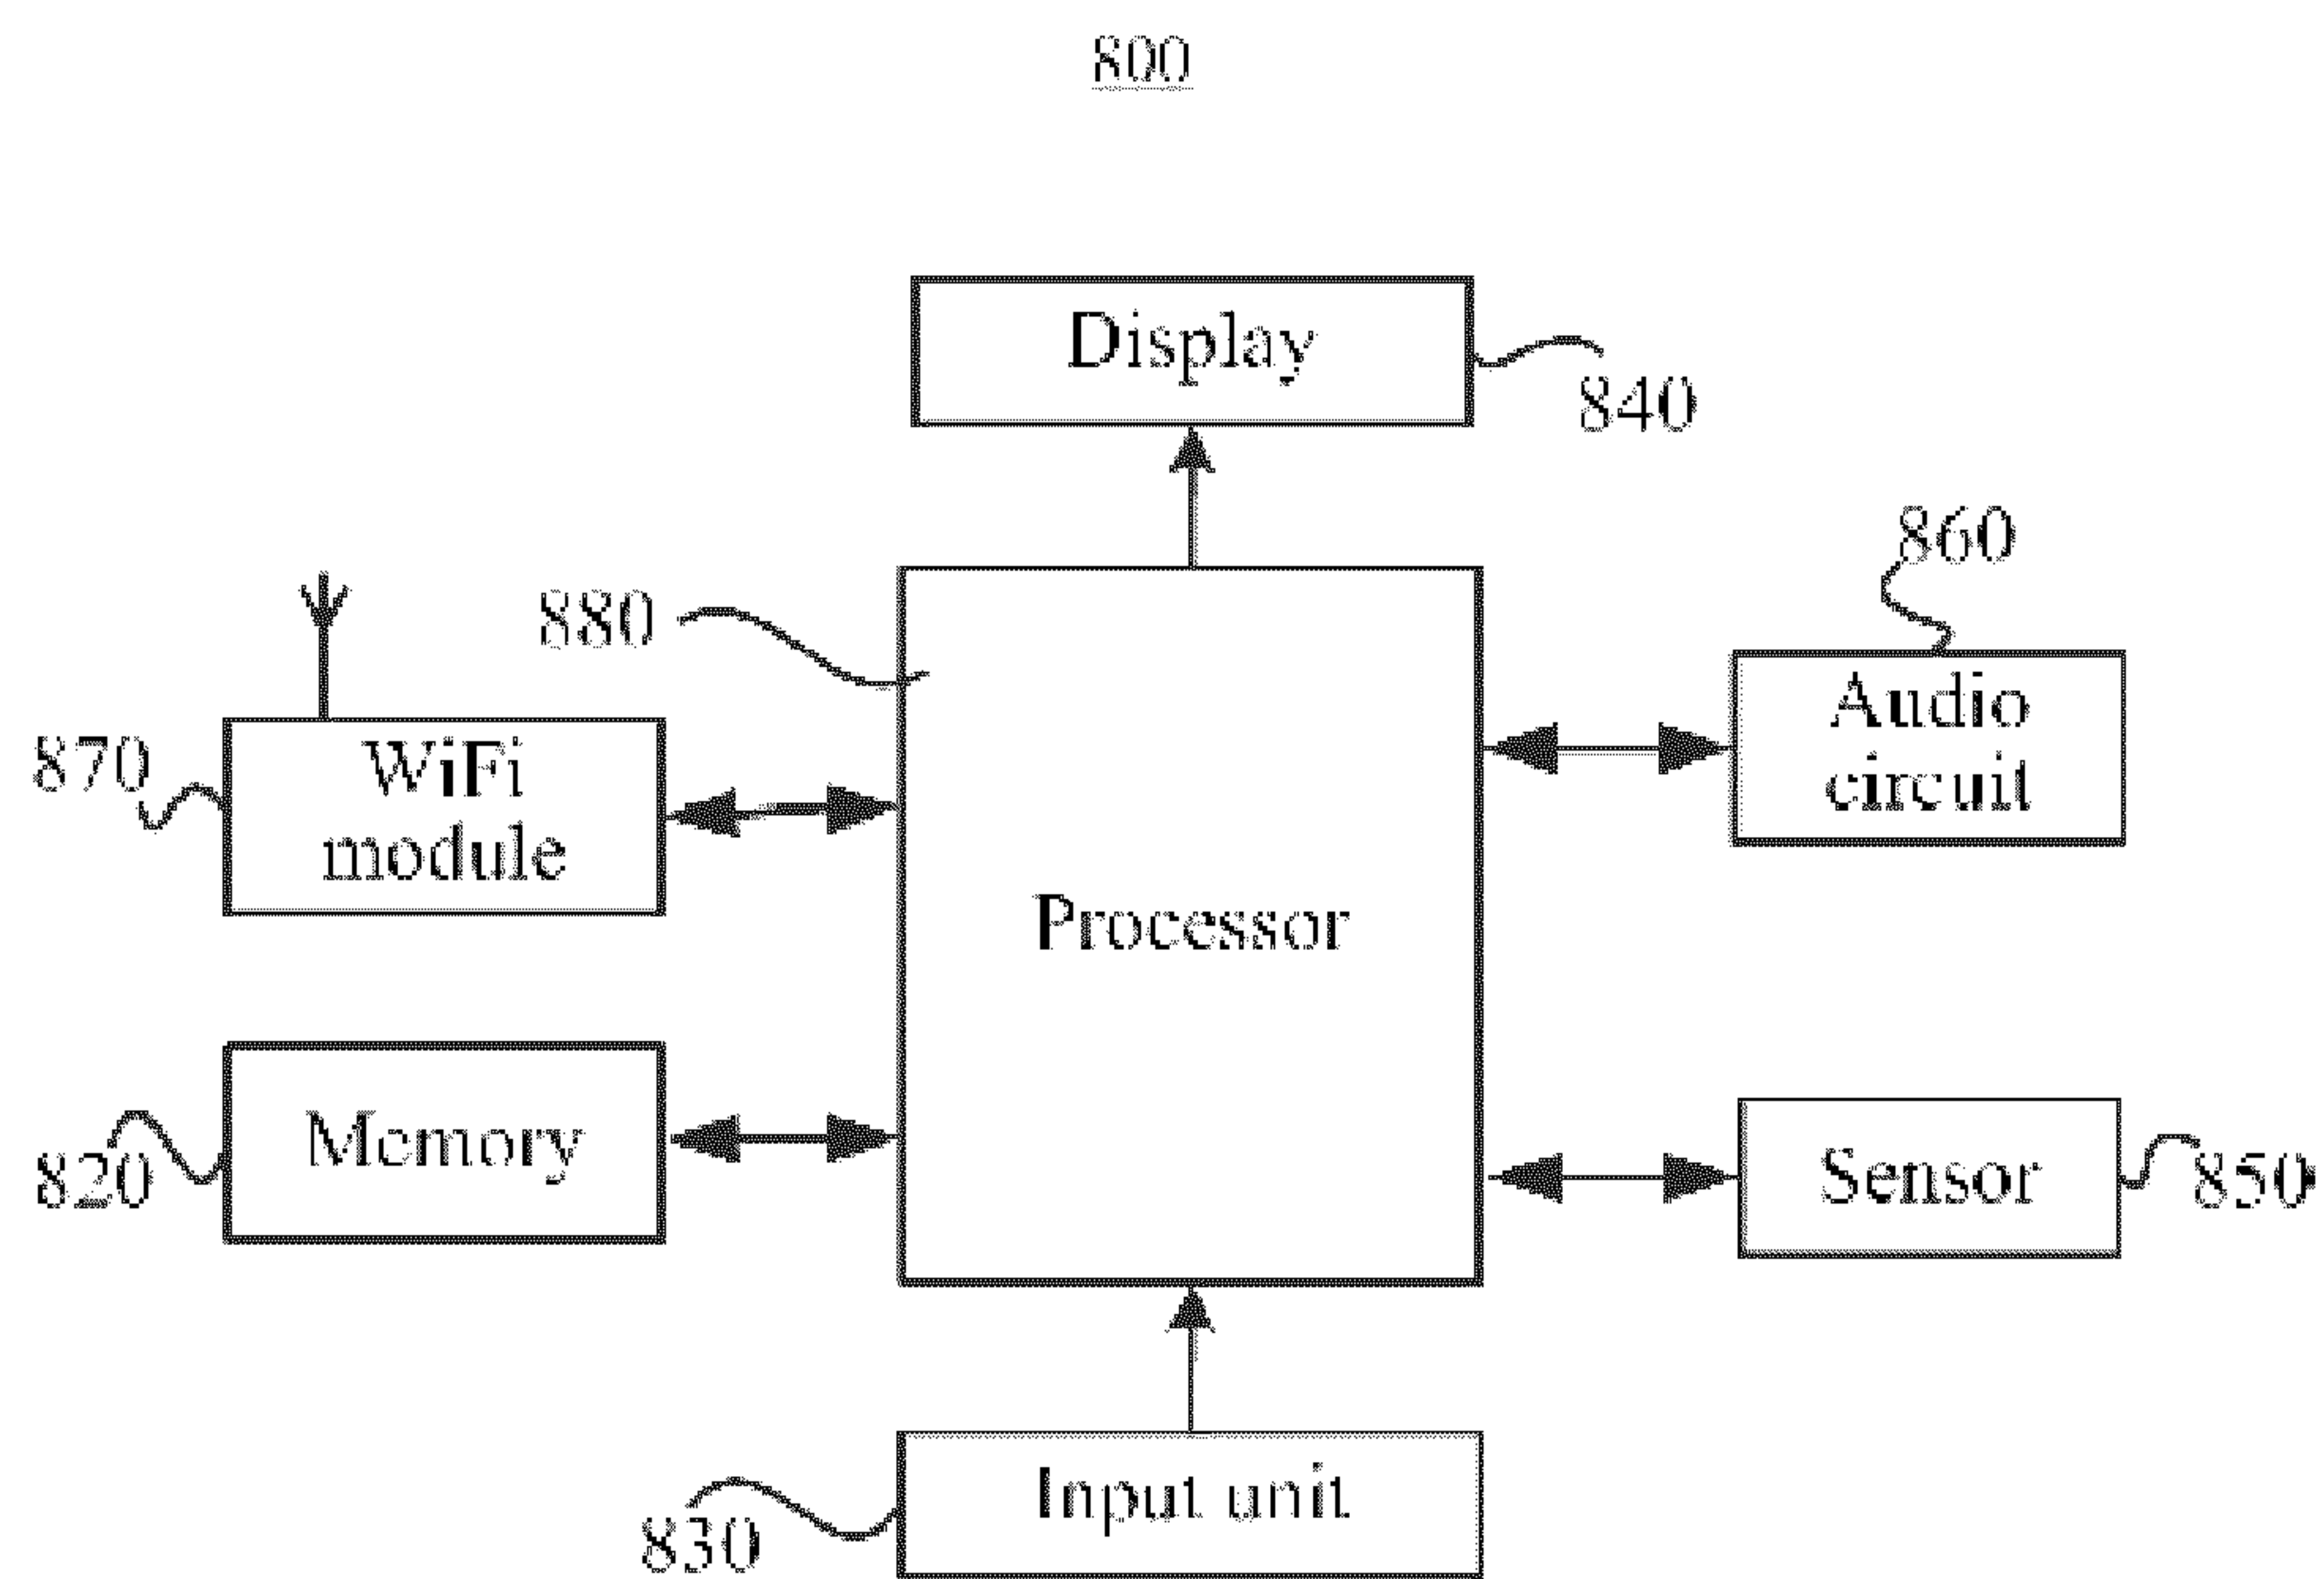 800
Display
840
860
880
Audio
circuit
870
WiFi
module
Processor
Memory
820
Sensor
850
Input unit
830